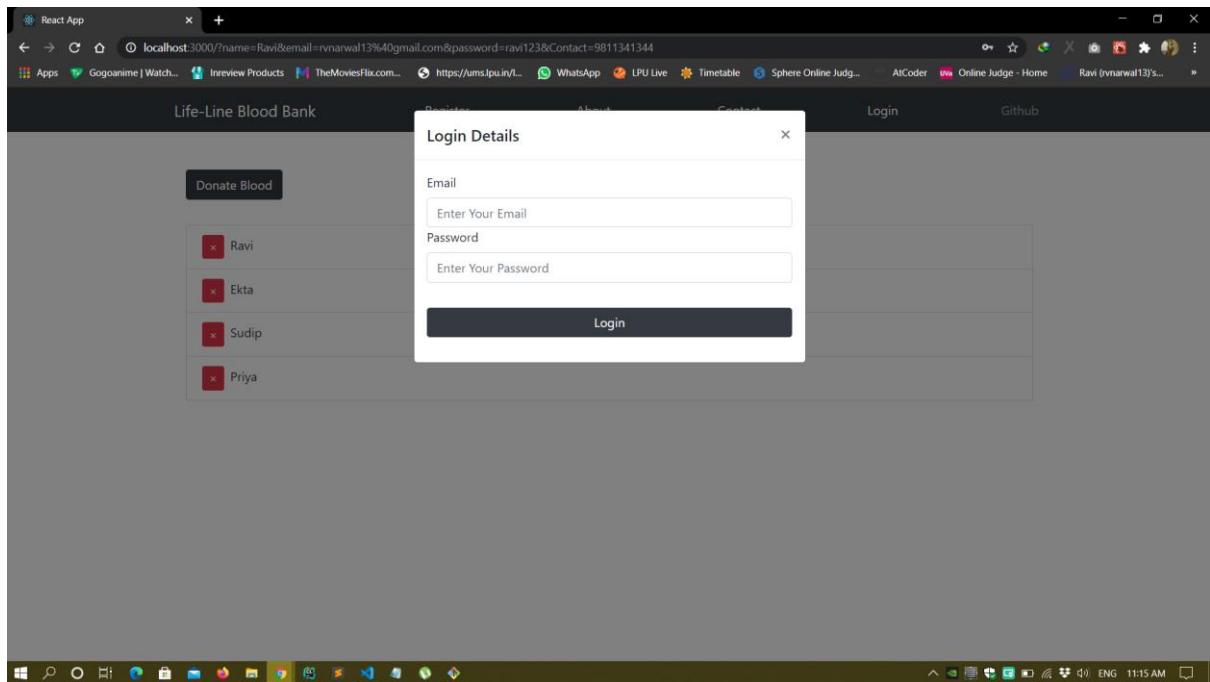 React App
localhost:3000/?name=Ravi&email=rvnarwal13%40gmail.com&password=ravi123&Contact=9811341344
Apps Gogoanime | Watch... Inreview Products TheMoviesFlix.com... https://ums.lpu.in/l... WhatsApp LPU Live Timetable Sphere Online Judg... AtCoder Online Judge - Home Ravi (rvnarwal13)'s... »
Life-Line Blood Bank Register About Contact Login Github
Login Details ×
Donate Blood
Email
Enter Your Email
Password
Enter Your Password
Login
× Ravi
× Ekta
× Sudip
× Priya
ENG 11:15 AM